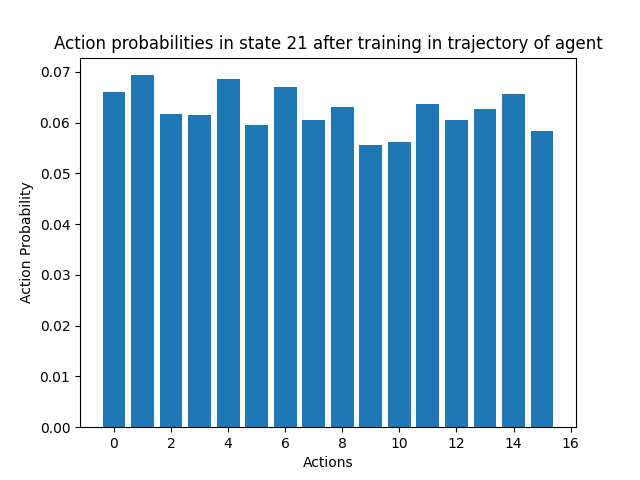 Action probabilities in state 21 after training in trajectory of agent
0.07
0.06
0.05
0.04
0.03
0.02
0.01
0.00
Action Probability
0 2 4 6 8 10 12 14 16
Actions